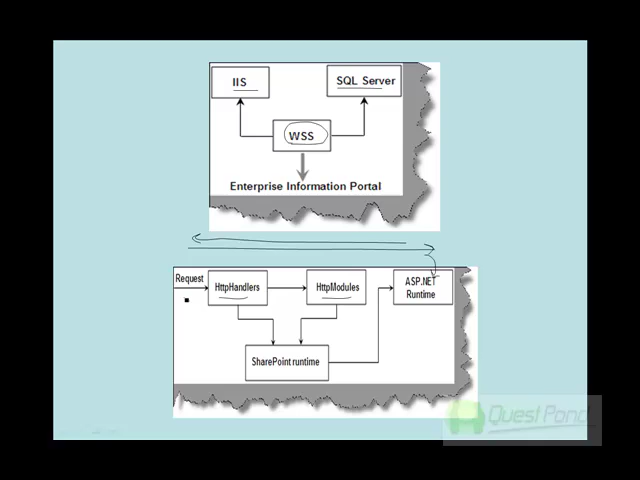 IIS
SQL Server
WSS
Enterprise Information Portal
Request
HttpHandlers
HttpModules
ASP.NET
Runtime
SharePoint runtime
Quest Pond